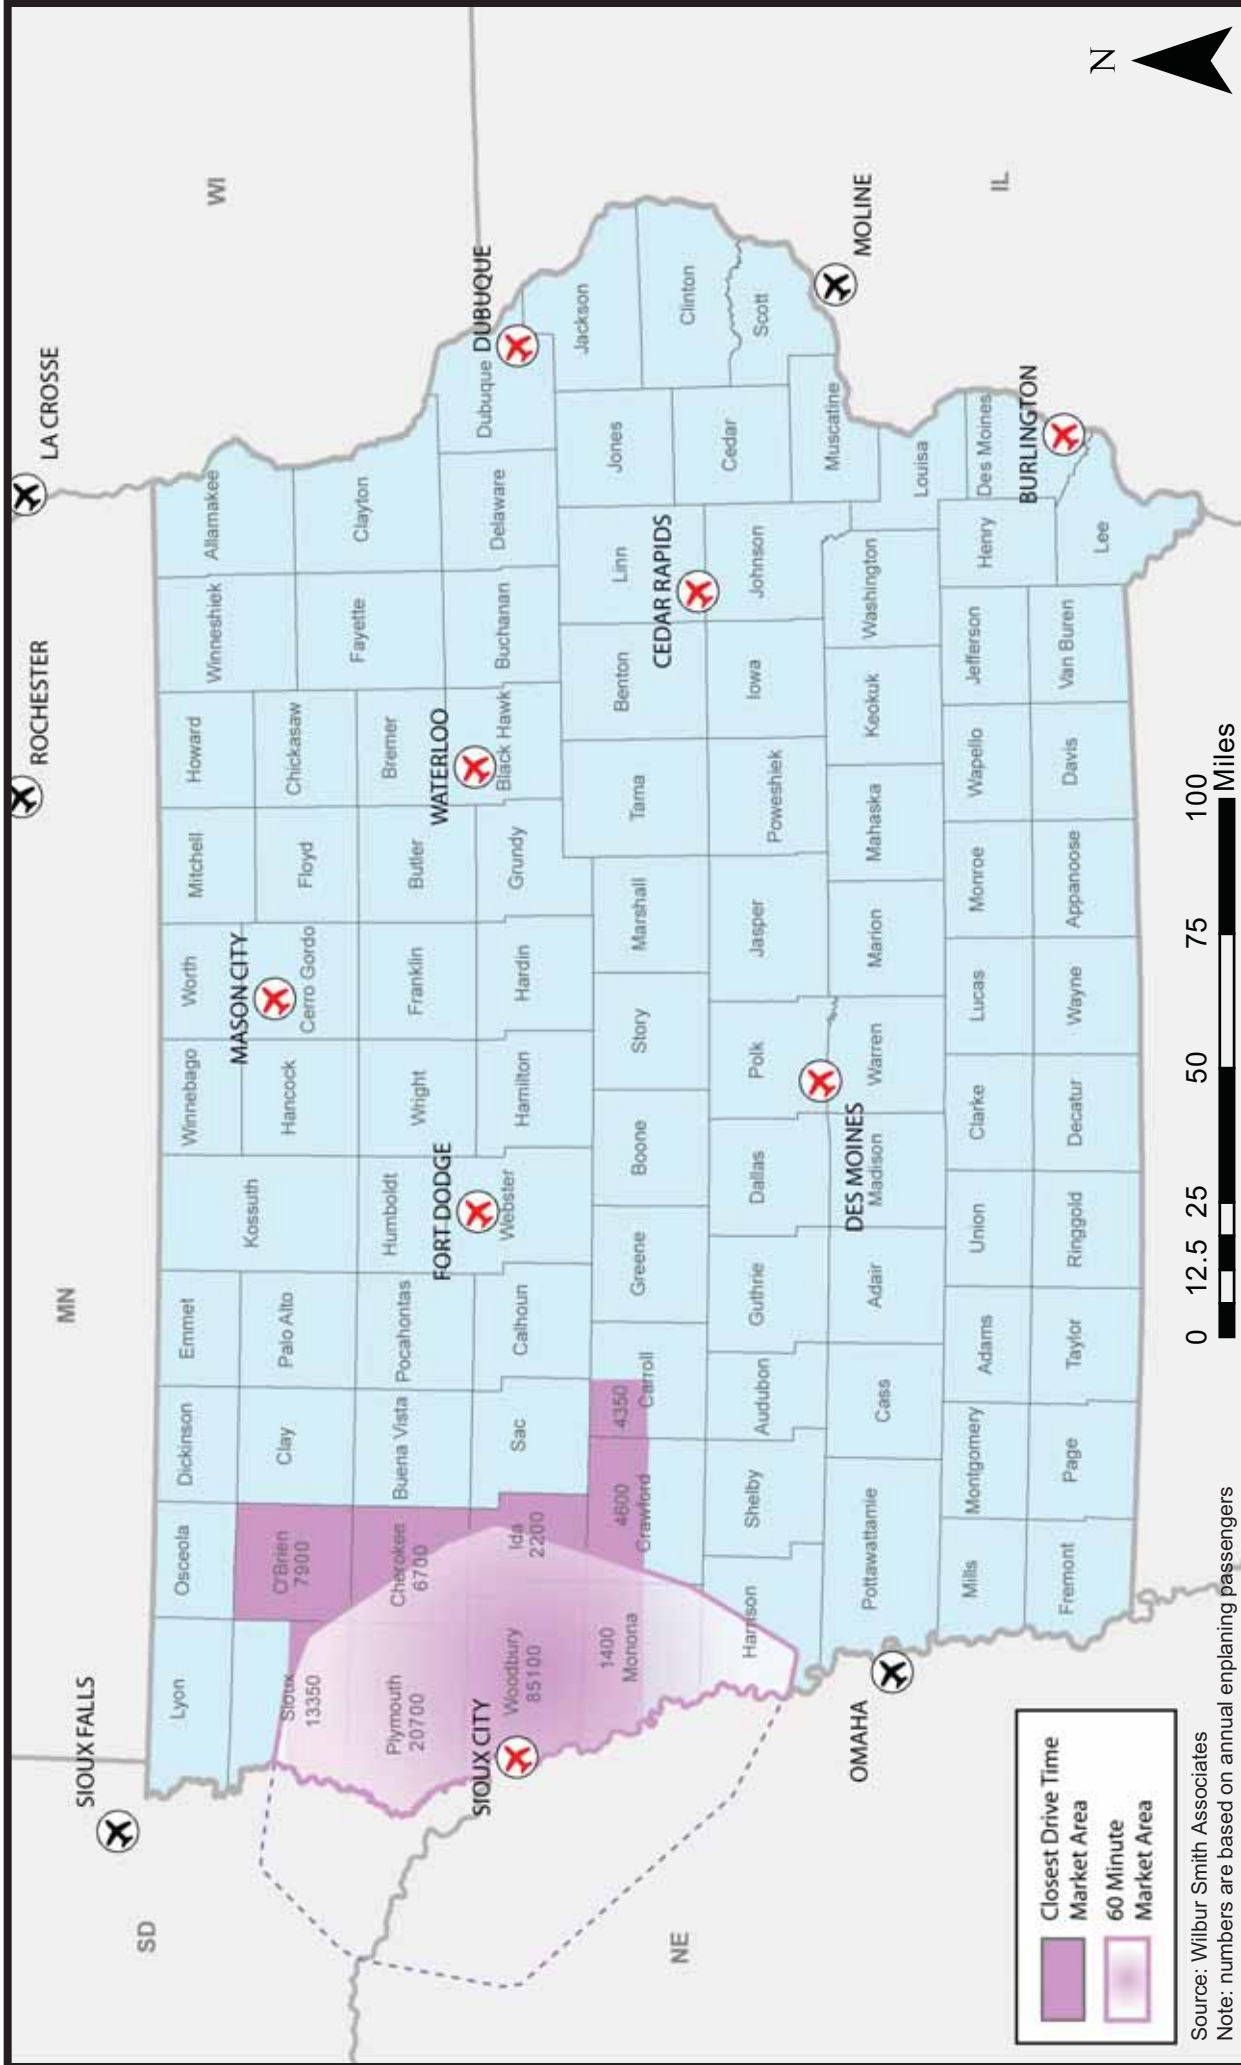 SIOUX FALLS
SD
MN
ROCHESTER
LA CROSSE
WI
N
Lyon
Osceola
Dickinson
Emmet
Kossuth
Winnebago
Worth
Mitchell
Howard
Winneshiek
Allamakee
Sioux
13350
O'Brien
7900
Clay
Palo Alto
Hancock
MASON CITY
Cerro Gordo
Floyd
Chickasaw
Fayette
Clayton
Plymouth
20700
Cherokee
6700
Buena Vista
Pocahontas
Humboldt
Wright
Franklin
Butler
Bremer
SIOUX CITY
Woodbury
85100
Ida
2200
Sac
Calhoun
FORT DODGE
Webster
Hamilton
Hardin
Grundy
WATERLOO
Black Hawk
Buchanan
Delaware
Dubuque
DUBUQUE
NE
1400
Monona
4600
Crawford
4350
Carroll
Greene
Boone
Story
Marshall
Tama
Benton
Linn
CEDAR RAPIDS
Jones
Jackson
Clinton
Harrison
Shelby
Audubon
Guthrie
Dallas
Polk
Jasper
Poweshiek
Iowa
Johnson
Cedar
Scott
MOLINE
OMAHA
Pottawattamie
Cass
Adair
DES MOINES
Madison
Warren
Marion
Mahaska
Keokuk
Washington
Muscatine
Louisa
IL
Mills
Montgomery
Adams
Union
Clarke
Lucas
Monroe
Wapello
Jefferson
Henry
Des Moines
BURLINGTON
Fremont
Page
Taylor
Ringgold
Decatur
Wayne
Appanoose
Davis
Van Buren
Lee
Closest Drive Time
Market Area
60 Minute
Market Area
0 12.5 25 50 75 100
Miles
Source: Wilbur Smith Associates
Note: numbers are based on annual enplaning passengers